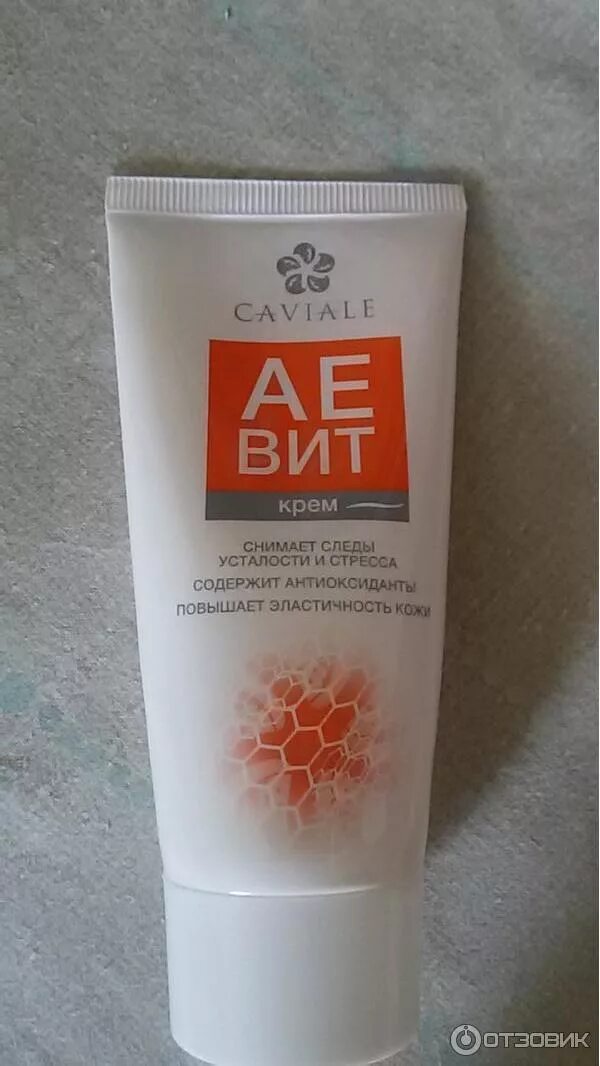 CAVIALE
АЕ
ВИТ
крем
СНИМАЕТ СЛЕДЫ
УСТАЛОСТИ И СТРЕССА
СОДЕРЖИТ АНТИОКСИДАНТЫ
ПОВЫШАЕТ ЭЛАСТИЧНОСТЬ КОЖИ
ОТЗОВИК